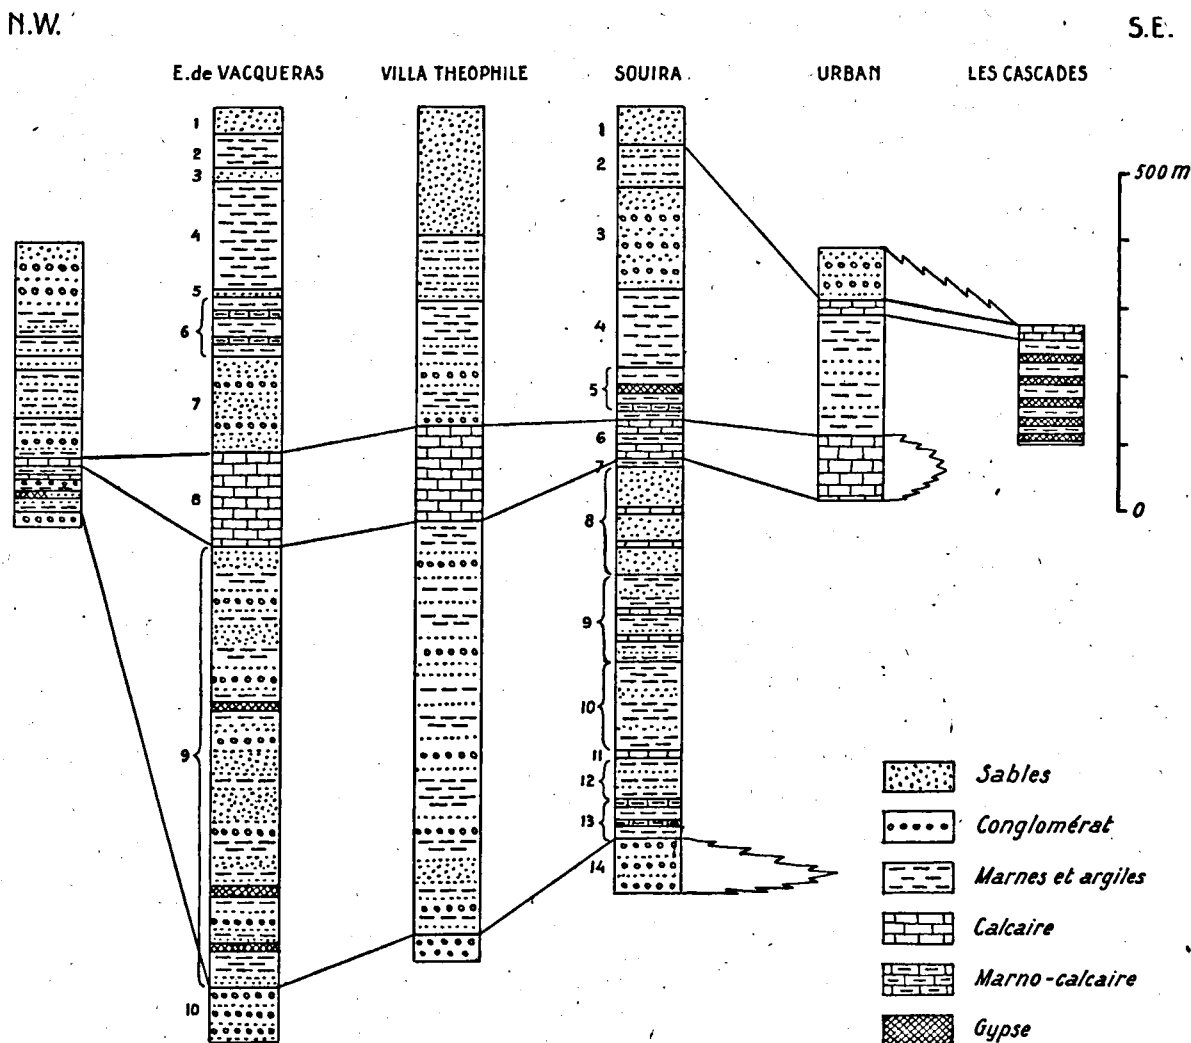 N.W.
S.E.
E.de VACQUERAS
VILLA THEOPHILE
SOUIRA
URBAN
LES CASCADES
1
2
3
4
5
6
7
8
9
10
1
2
3
4
5
6
7
8
9
10
11
12
13
14
500 m
0
Sables
Conglomérat
Marnes et argiles
Calcaire
Marno-calcaire
Gypse